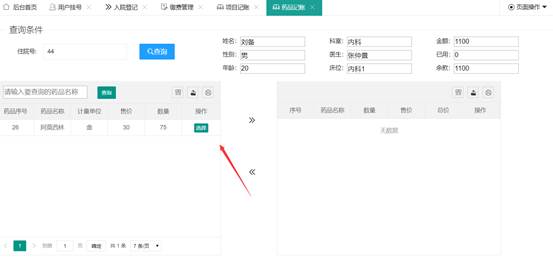 后台首页 用户挂号 入院登记 缴费管理 项目记账 药品记账 页面操作
查询条件
住院号: 44 查询
姓名: 刘备 科室: 内科 金额: 1100
性别: 男 医生: 张仲景 已用: 0
年龄: 20 床位: 内科1 余款: 1100
请输入要查询的药品名称 查询
药品序号 药品名称 计量单位 售价 数量 操作
26 阿莫西林 盒 30 75 选择
1 到第 1 页 确定 共 1 条 7 条/页
序号 药品名称 数量 售价 总价 操作
无数据